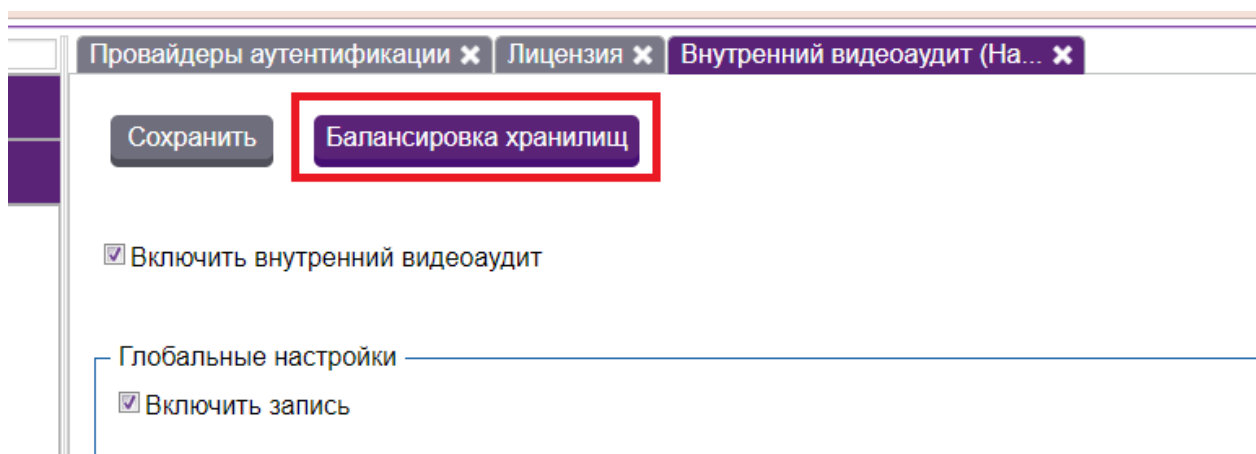 Провайдеры аутентификации Лицензия Внутренний видеоаудит (На...
Сохранить Балансировка хранилищ
Включить внутренний видеоаудит
Глобальные настройки
Включить запись